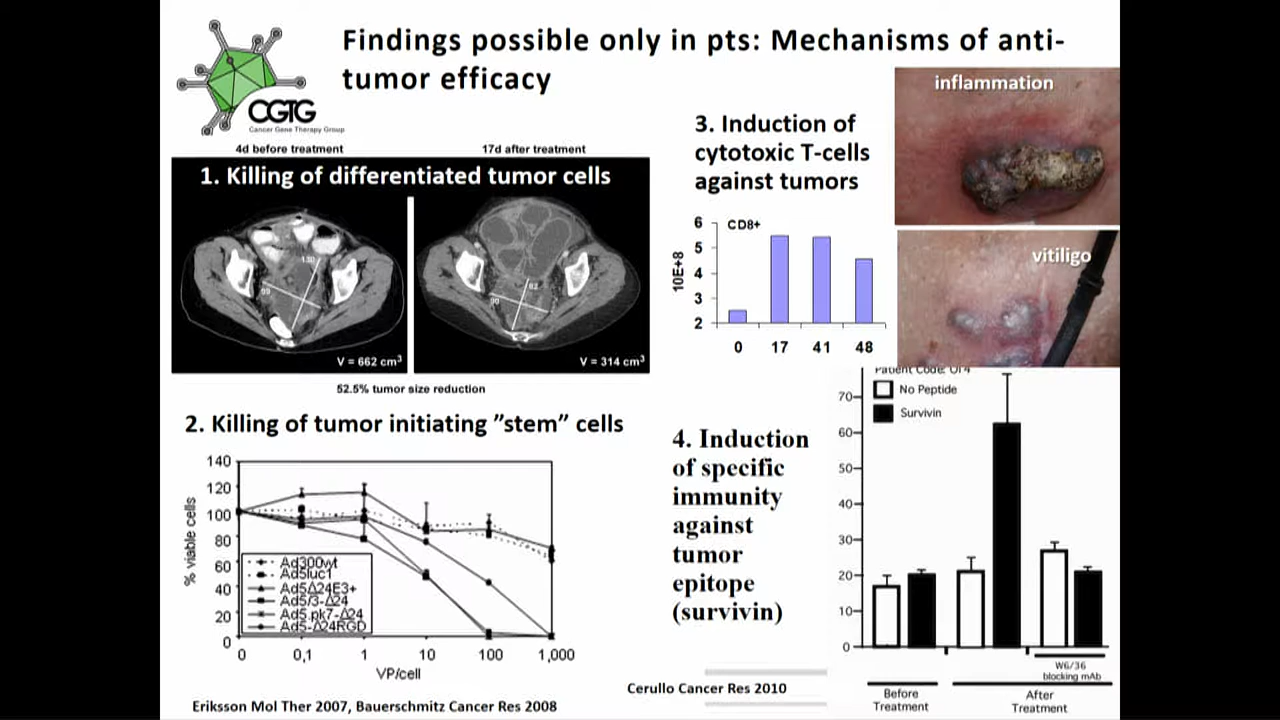 Findings possible only in pts: Mechanisms of anti-
tumor efficacy
CGTG
Cancer Gene Therapy Group
4d before treatment
17d after treatment
1. Killing of differentiated tumor cells
130
99
V = 662 cm³
90
82
V = 314 cm³
52.5% tumor size reduction
2. Killing of tumor initiating ”stem” cells
140
120
100
80
60
40
20
0
% viable cells
Ad300wt
Ad5luc1
Ad5Δ24E3+
Ad5/3-Δ24
Ad5.pk7-Δ24
Ad5-Δ24RGD
0
0,1
1
10
100
1,000
VP/cell
Eriksson Mol Ther 2007, Bauerschmitz Cancer Res 2008
3. Induction of
cytotoxic T-cells
against tumors
CD8+
6
5
4
3
2
10E+8
0 17 41 48
inflammation
vitiligo
4. Induction
of specific
immunity
against
tumor
epitope
(survivin)
Patient Code: O14
No Peptide
Survivin
70
60
50
40
30
20
10
0
W6/36
blocking mAb
Before
Treatment
After
Treatment
Cerullo Cancer Res 2010